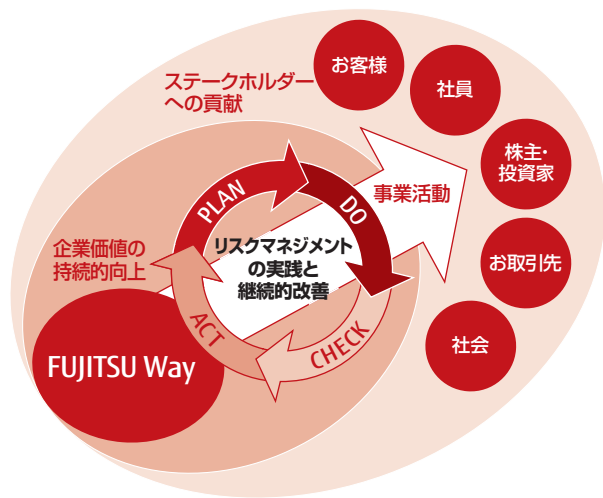 お客様
社員
株主・
投資家
お取引先
社会
ステークホルダー
への貢献
事業活動
企業価値の
持続的向上
PLAN
DO
CHECK
ACT
リスクマネジメント
の実践と
継続的改善
FUJITSU Way